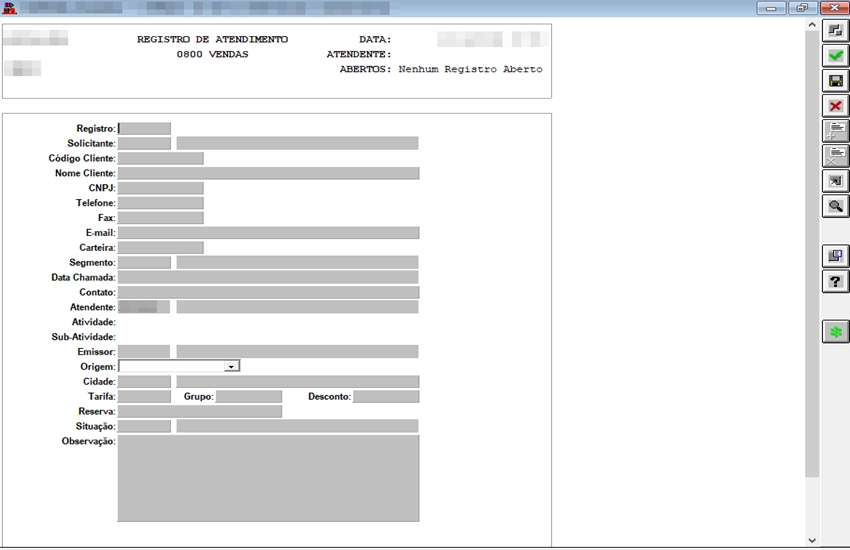 REGISTRO DE ATENDIMENTO DATA:
0800 VENDAS ATENDENTE:
ABERTOS: Nenhum Registro Aberto
Registro:
Solicitante:
Código Cliente:
Nome Cliente:
CNPJ:
Telefone:
Fax:
E-mail:
Carteira:
Segmento:
Data Chamada:
Contato:
Atendente:
Atividade:
Sub-Atividade:
Emissor:
Origem:
Cidade:
Tarifa: Grupo: Desconto:
Reserva:
Situação:
Observação:
?